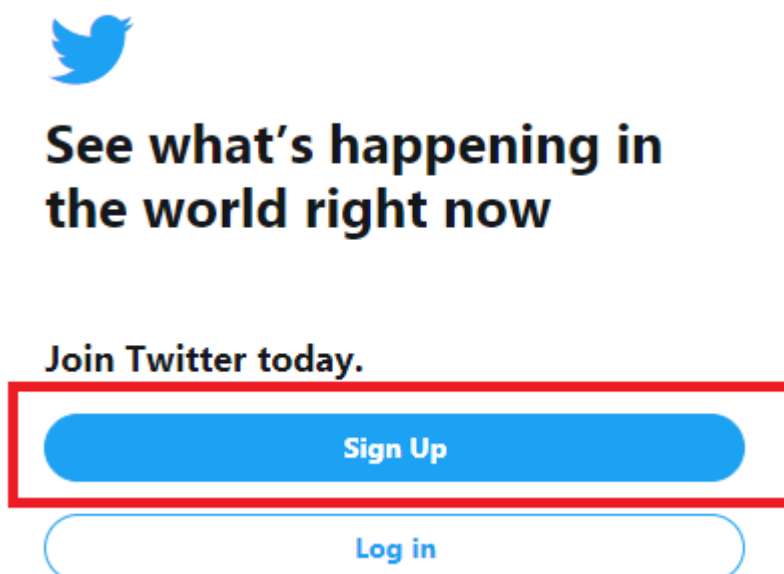 See what’s happening in
the world right now
Join Twitter today.
Sign Up
Log in